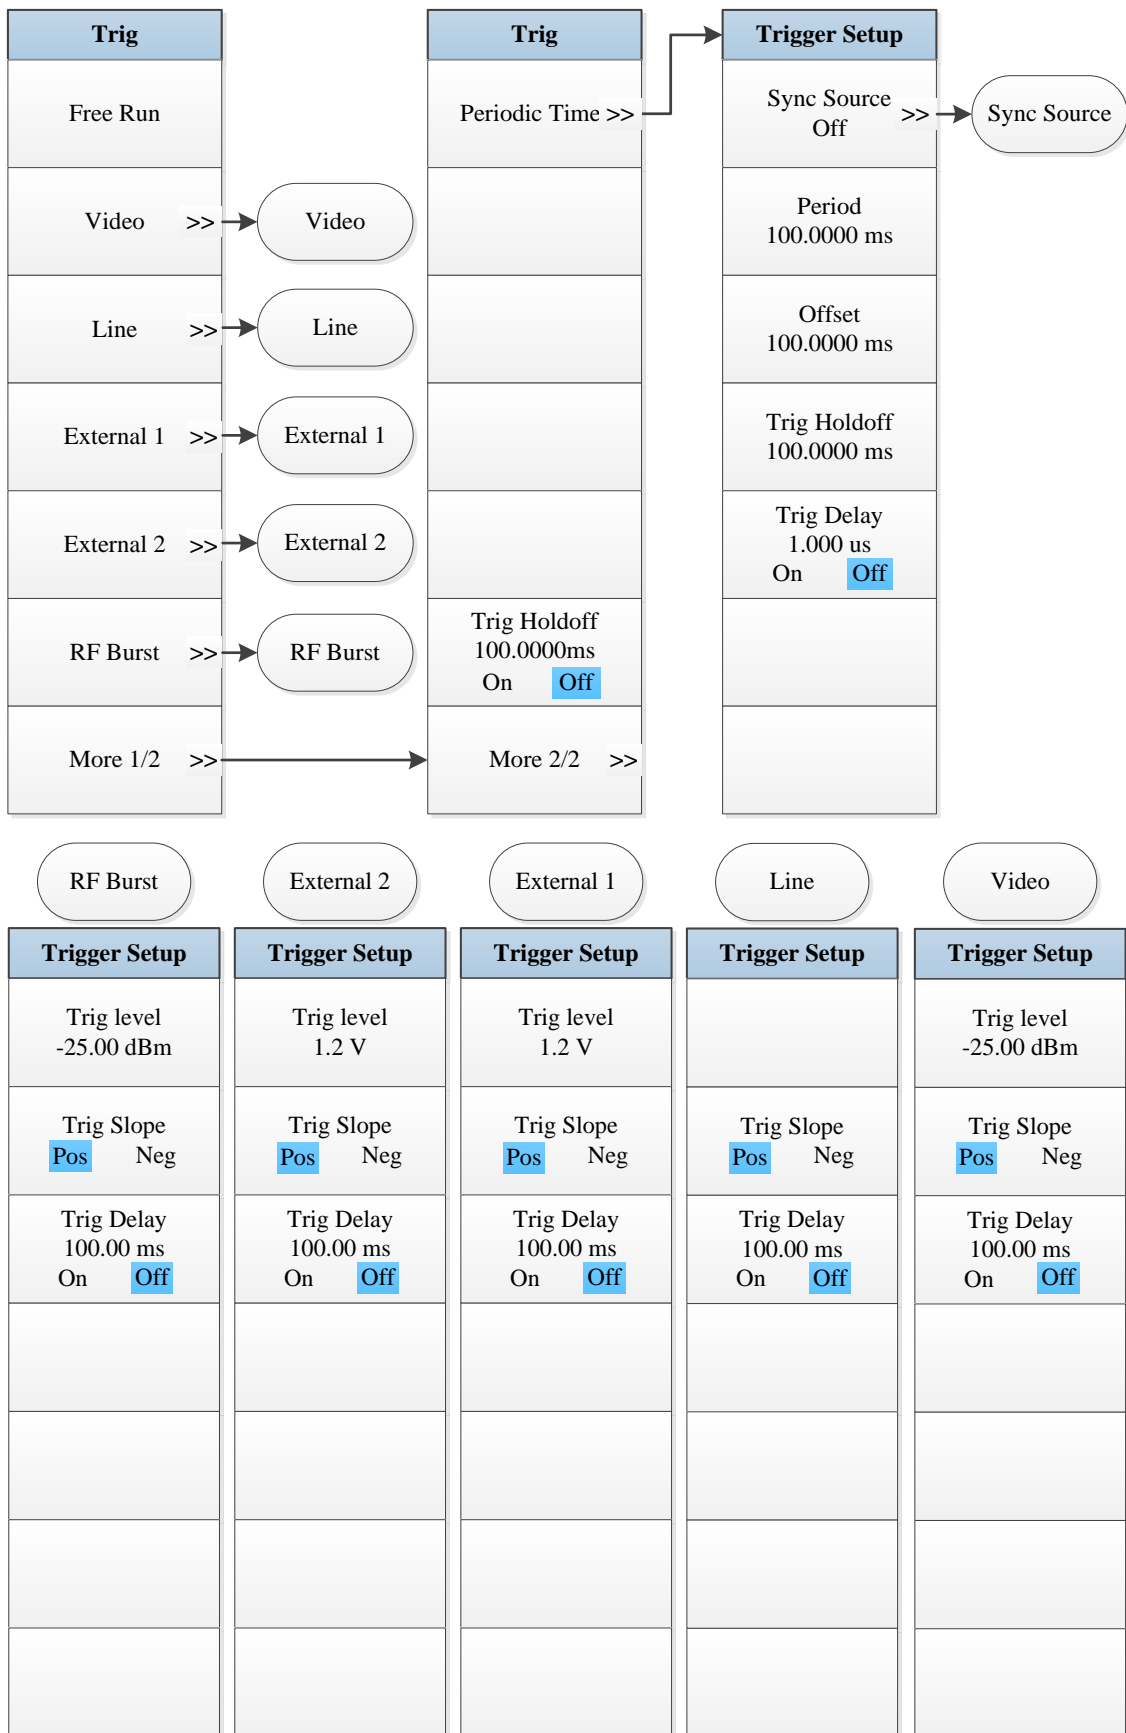 Trig
Free Run
Video >>
Video
Line >>
Line
External 1 >>
External 1
External 2 >>
External 2
RF Burst >>
RF Burst
More 1/2 >>
Trig
Periodic Time >>
Trig Holdoff
100.0000ms
On Off
More 2/2 >>
Trigger Setup
Sync Source
Off >>
Sync Source
Period
100.0000 ms
Offset
100.0000 ms
Trig Holdoff
100.0000 ms
Trig Delay
1.000 us
On Off
RF Burst
Trigger Setup
Trig level
-25.00 dBm
Trig Slope
Pos Neg
Trig Delay
100.00 ms
On Off
External 2
Trigger Setup
Trig level
1.2 V
Trig Slope
Pos Neg
Trig Delay
100.00 ms
On Off
External 1
Trigger Setup
Trig level
1.2 V
Trig Slope
Pos Neg
Trig Delay
100.00 ms
On Off
Line
Trigger Setup
Trig Slope
Pos Neg
Trig Delay
100.00 ms
On Off
Video
Trigger Setup
Trig level
-25.00 dBm
Trig Slope
Pos Neg
Trig Delay
100.00 ms
On Off